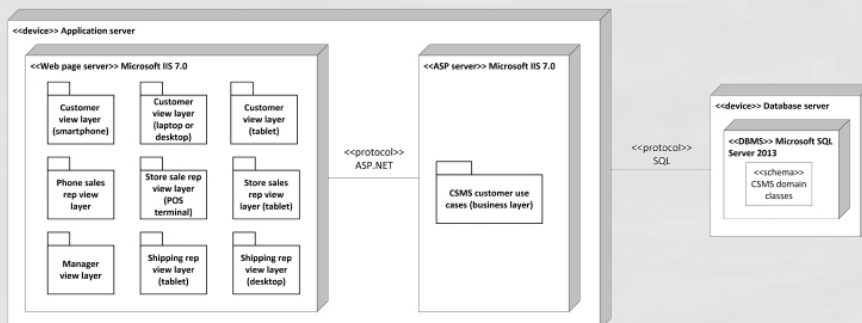 <<device>> Application server
<<Web page server>> Microsoft IIS 7.0
Customer
view layer
(smartphone)
Customer
view layer
(laptop or
desktop)
Customer
view layer
(tablet)
Phone sales
rep view
layer
Store sale rep
view layer
(POS
terminal)
Store sales
rep view
layer (tablet)
Manager
view layer
Shipping rep
view layer
(tablet)
Shipping rep
view layer
(desktop)
<<protocol>>
ASP.NET
<<ASP server>> Microsoft IIS 7.0
CSMS customer use
cases (business layer)
<<protocol>>
SQL
<<device>> Database server
<<DBMS>> Microsoft SQL
Server 2013
<<schema>>
CSMS domain
classes